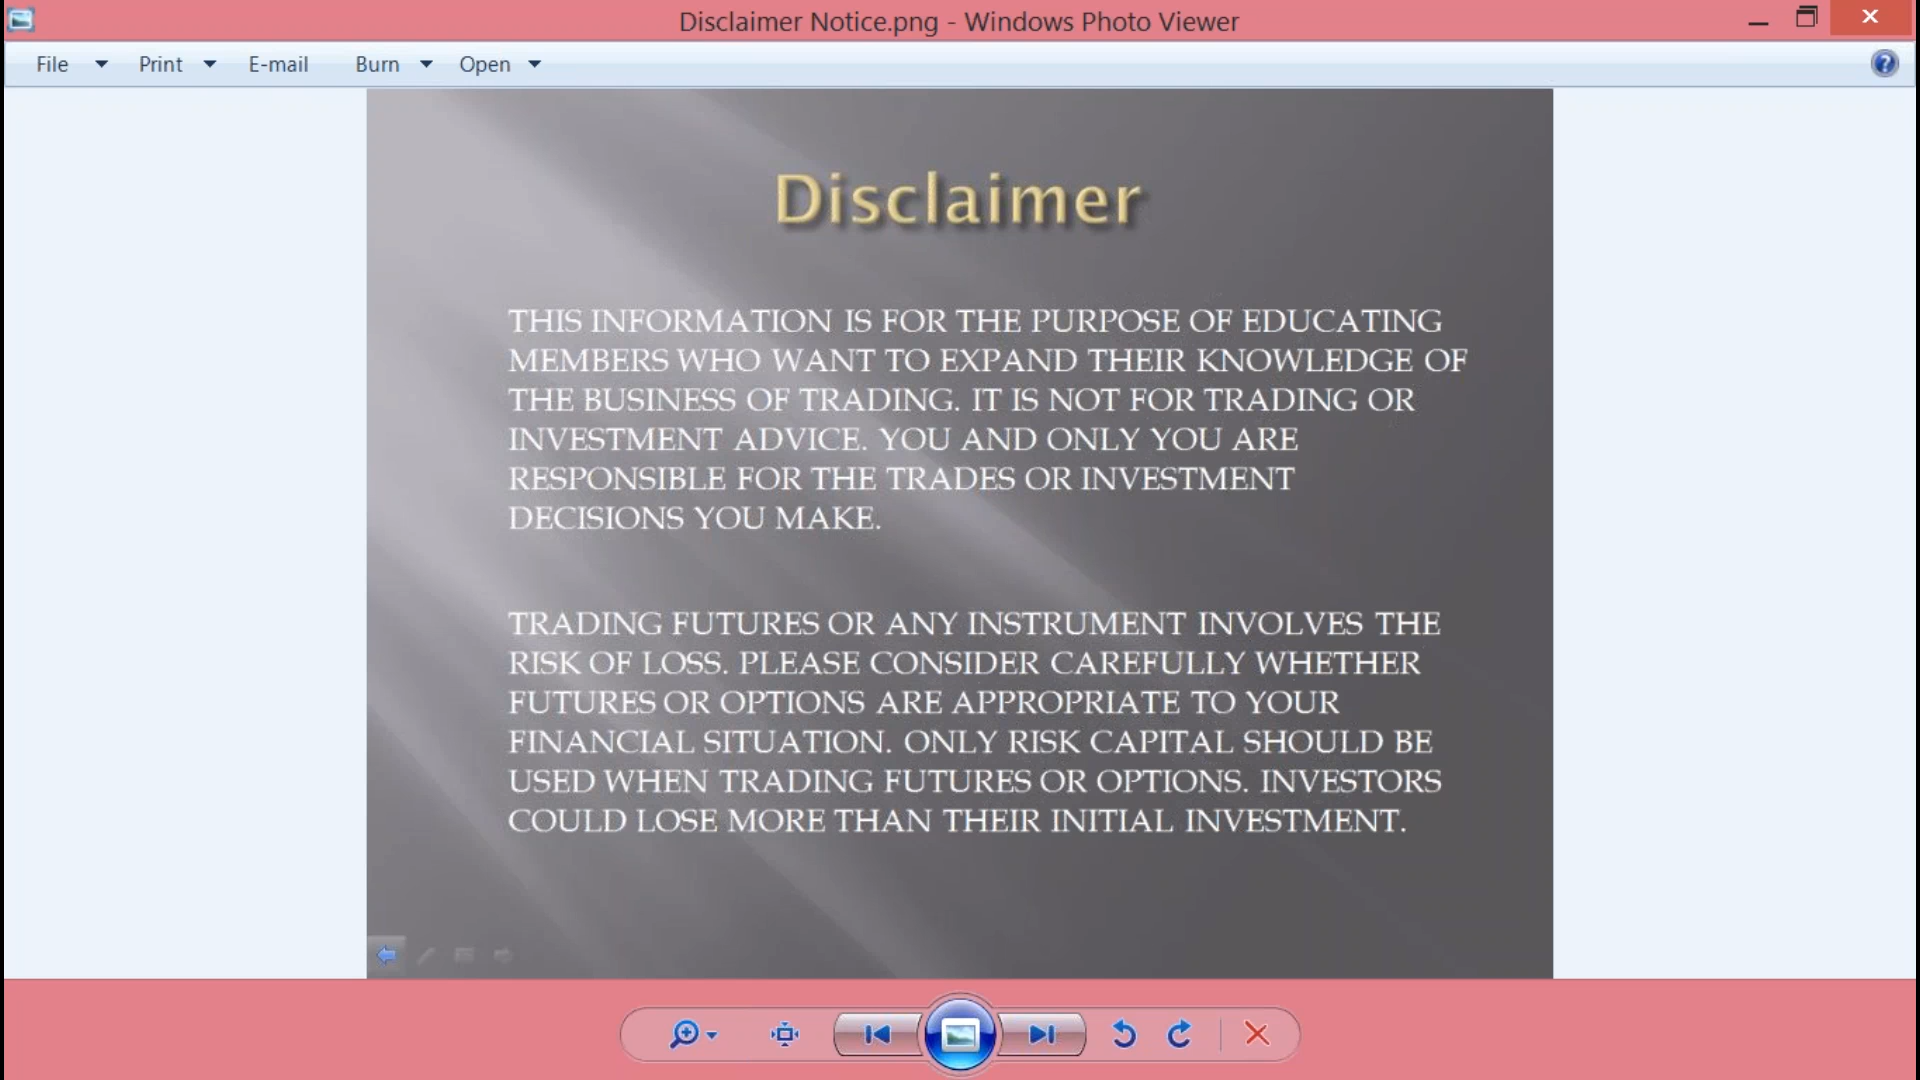 Disclaimer Notice.png - Windows Photo Viewer
File Print E-mail Burn Open
Disclaimer
THIS INFORMATION IS FOR THE PURPOSE OF EDUCATING
MEMBERS WHO WANT TO EXPAND THEIR KNOWLEDGE OF
THE BUSINESS OF TRADING. IT IS NOT FOR TRADING OR
INVESTMENT ADVICE. YOU AND ONLY YOU ARE
RESPONSIBLE FOR THE TRADES OR INVESTMENT
DECISIONS YOU MAKE.
TRADING FUTURES OR ANY INSTRUMENT INVOLVES THE
RISK OF LOSS. PLEASE CONSIDER CAREFULLY WHETHER
FUTURES OR OPTIONS ARE APPROPRIATE TO YOUR
FINANCIAL SITUATION. ONLY RISK CAPITAL SHOULD BE
USED WHEN TRADING FUTURES OR OPTIONS. INVESTORS
COULD LOSE MORE THAN THEIR INITIAL INVESTMENT.